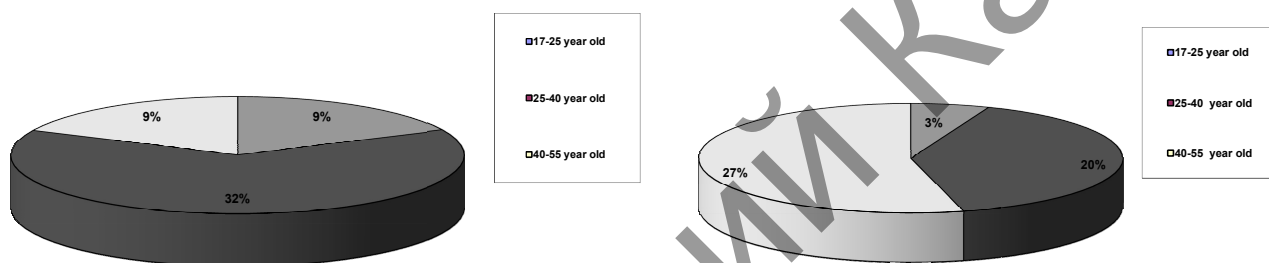 9%
9%
32%
17-25 year old
25-40 year old
40-55 year old
3%
20%
27%
17-25 year old
25-40 year old
40-55 year old